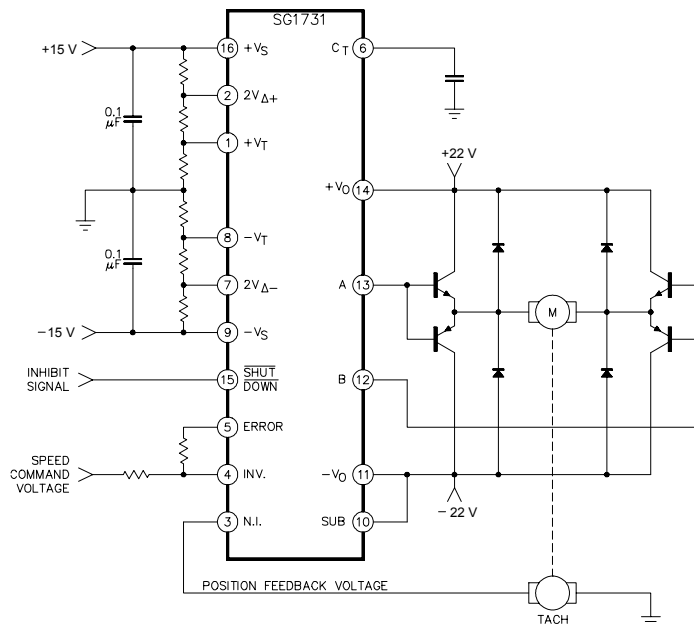 SG1731
+15 V
16 +VS
CT 6
2 2VΔ+
0.1
μF
1 +VT
+22 V
+VO 14
8 -VT
0.1
μF
7 2VΔ-
A 13
M
-15 V
9 -VS
INHIBIT
SIGNAL
15 SHUT
DOWN
B 12
5 ERROR
SPEED
COMMAND
VOLTAGE
4 INV.
-VO 11
-22 V
3 N.I.
SUB 10
POSITION FEEDBACK VOLTAGE
TACH